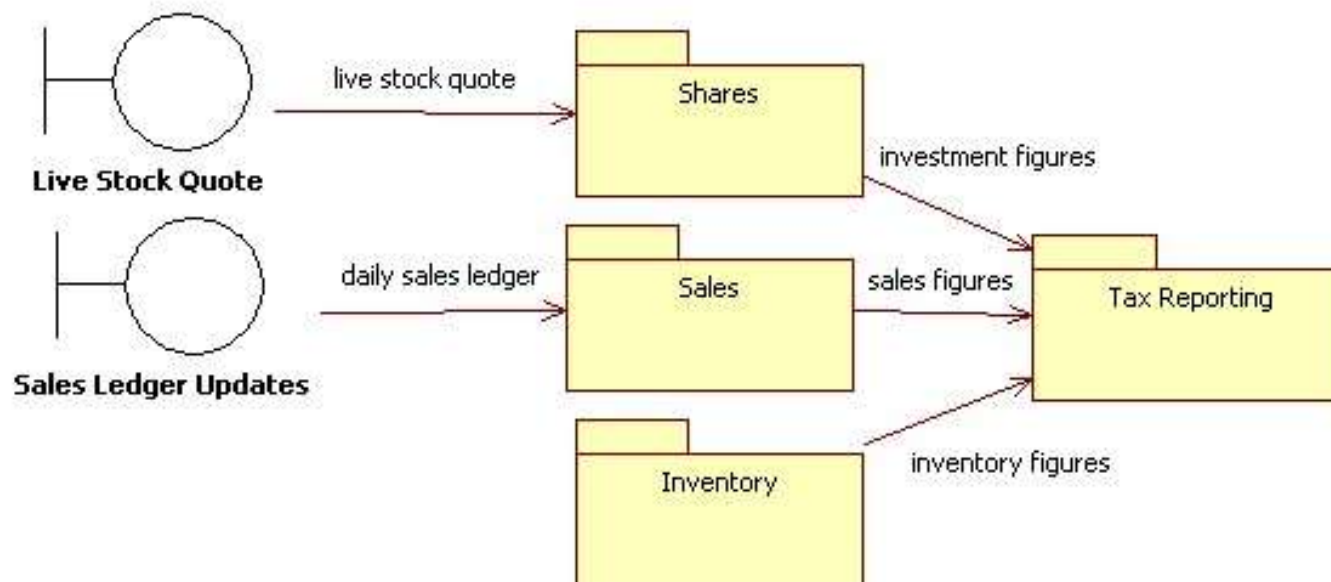 live stock quote
Shares
Live Stock Quote
investment figures
daily sales ledger
Sales
sales figures
Tax Reporting
Sales Ledger Updates
Inventory
inventory figures